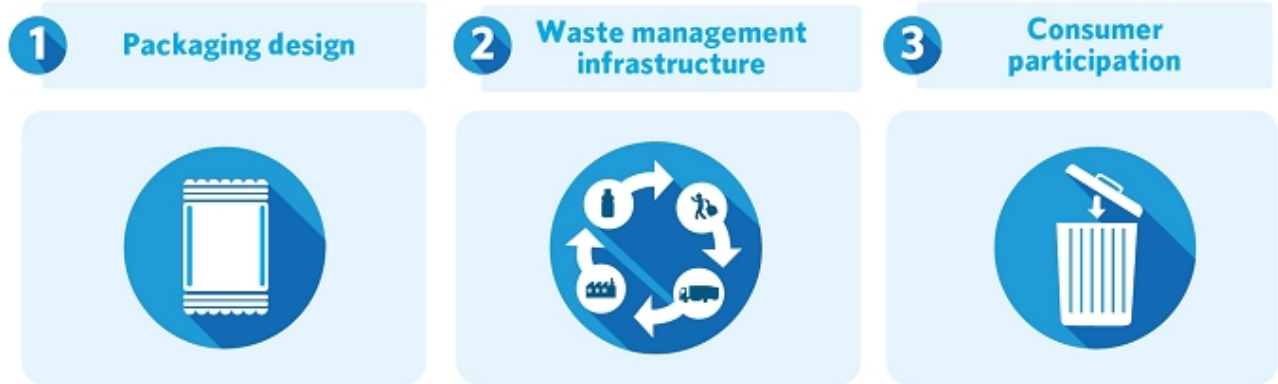 1 Packaging design
2 Waste management
infrastructure
3 Consumer
participation